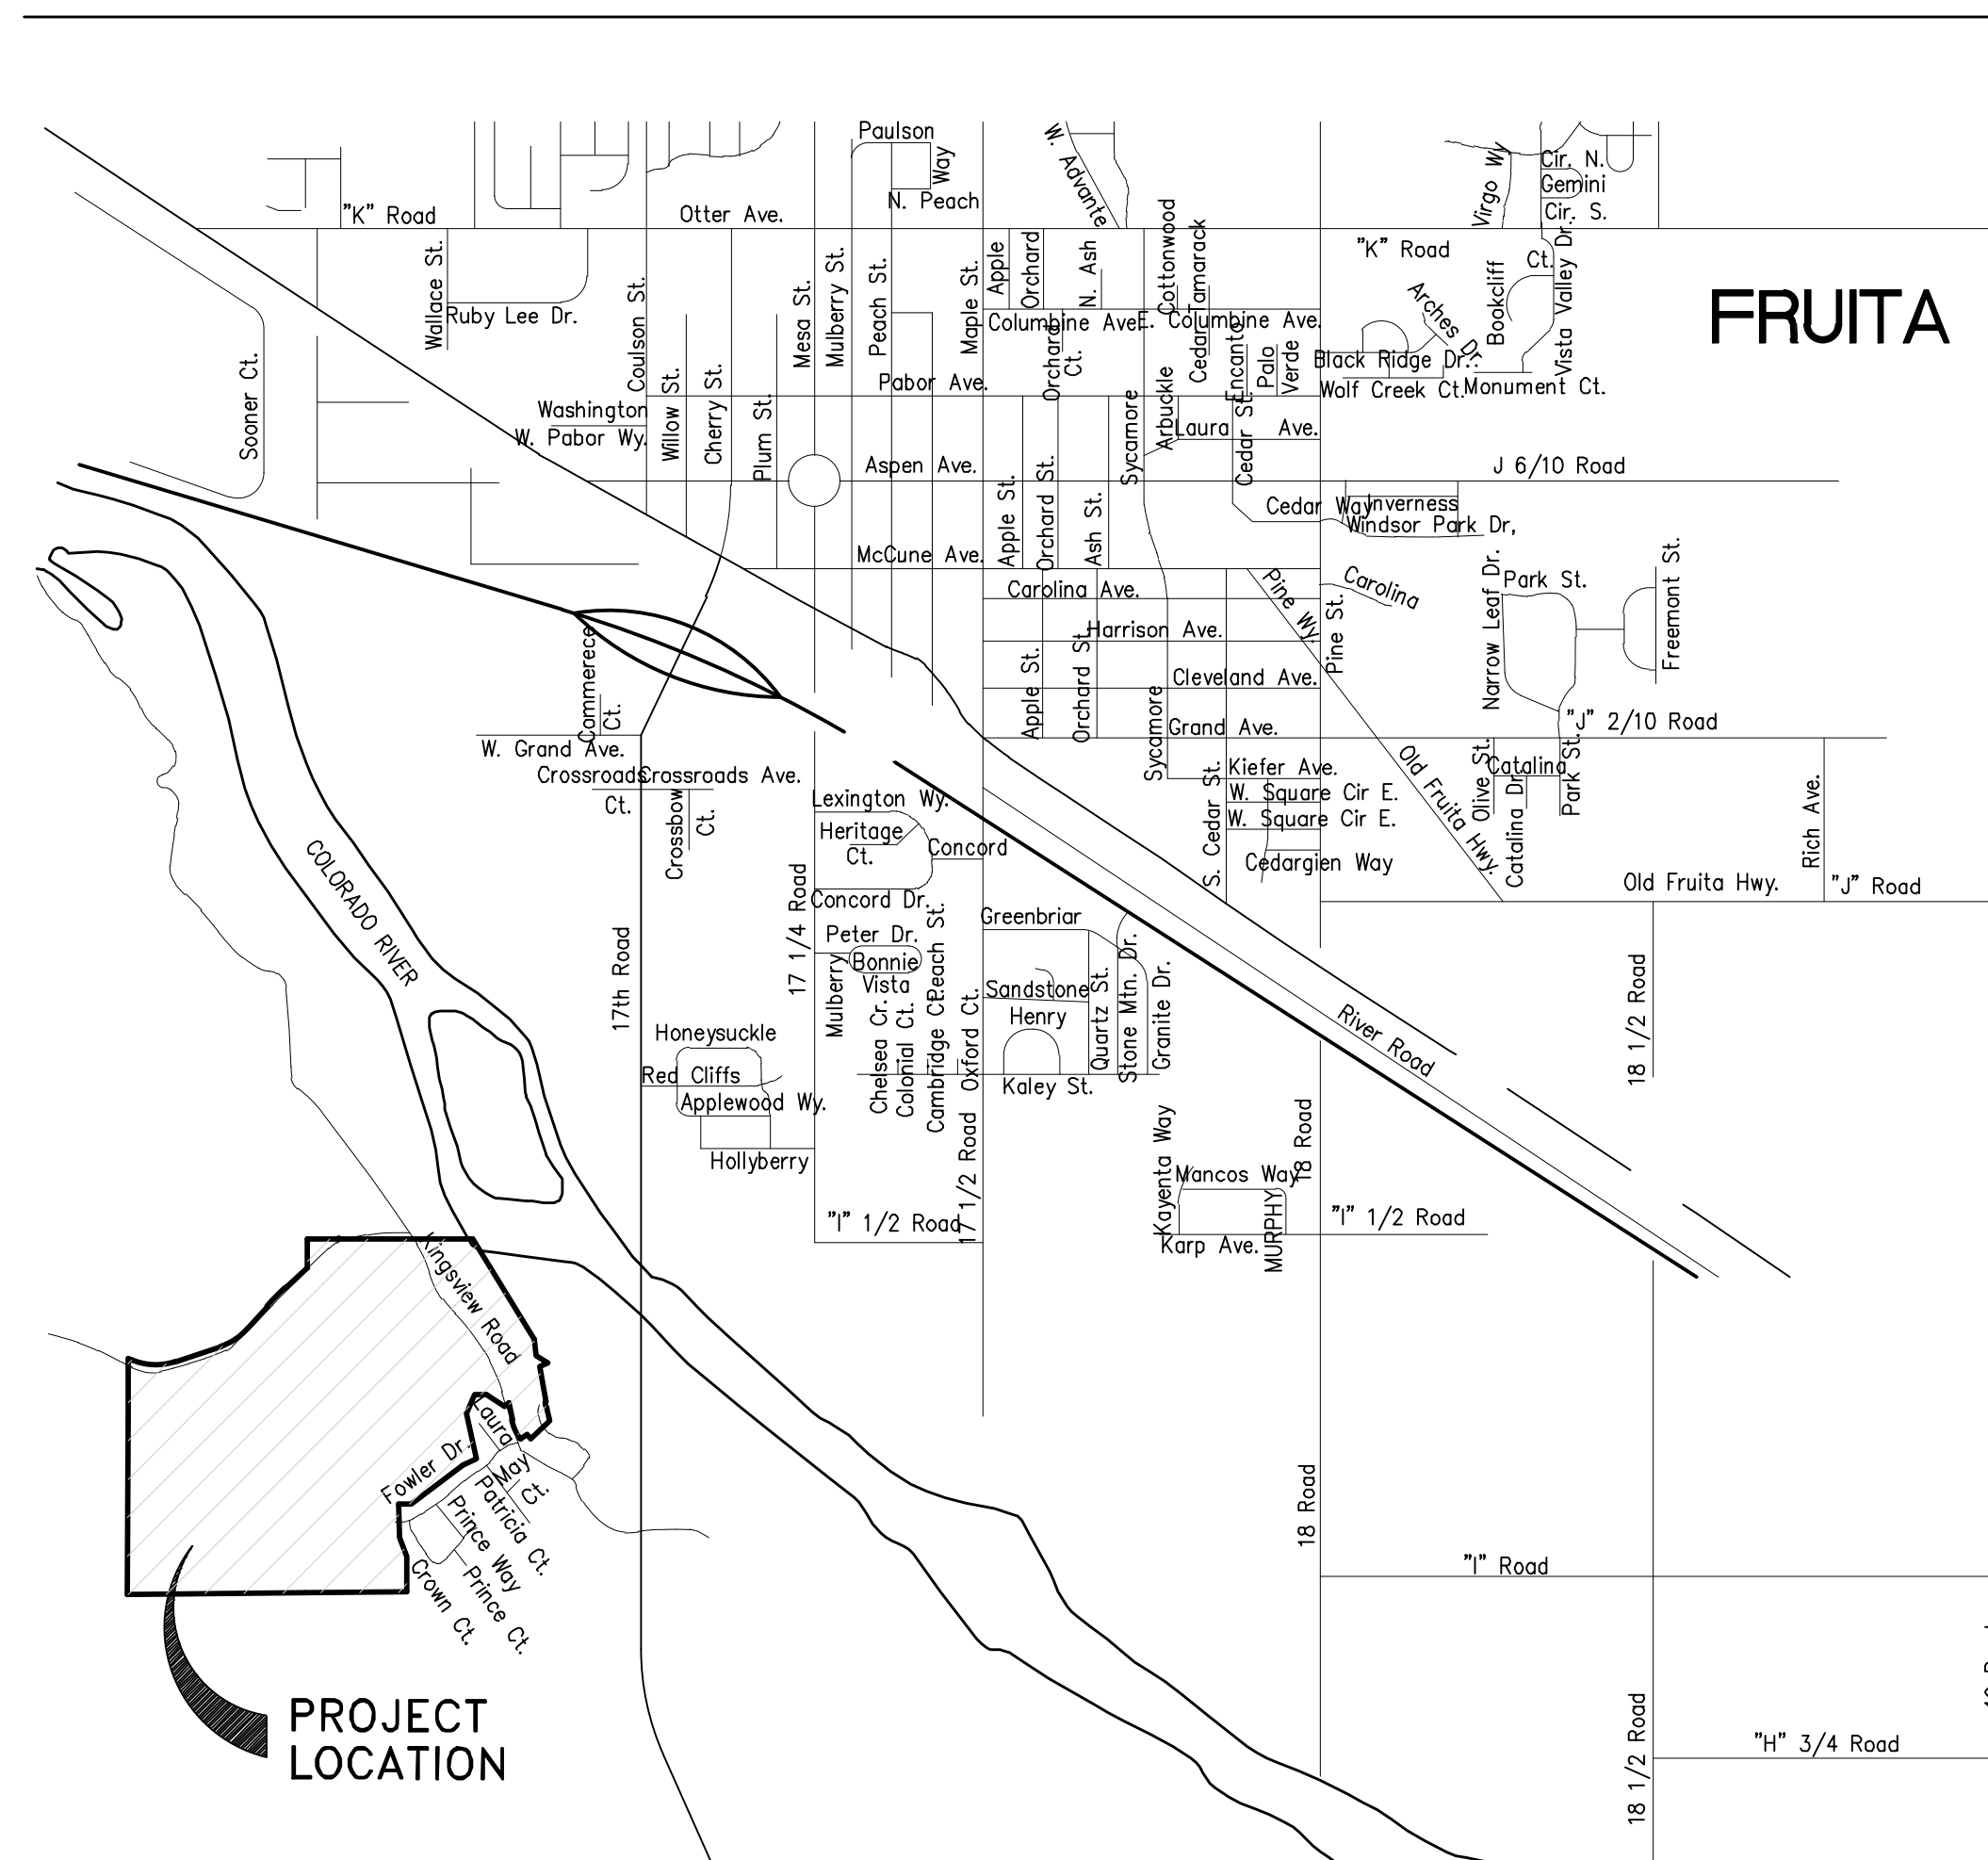 Paulson
Way
N. Peach
W. Advante
Virgo Wy
Cir. N.
Gemini
Cir. S.
"K" Road
Otter Ave.
"K" Road
Wallace St.
Ruby Lee Dr.
Sooner Ct.
Coulson St.
Mesa St.
Mulberry St.
Peach St.
Maple St.
Apple
Orchard
N. Ash
Cottonwood
Cedar
Tamarack
Columbine Ave.
E. Columbine Ave.
Orchard
Ct.
Encanto
Palo
Verde
Arches Dr.
Bookcliff
Ct.
Vista Valley Dr.
FRUITA
Black Ridge Dr.
Wolf Creek Ct.
Monument Ct.
Pabor Ave.
Washington
W. Pabor Wy.
Willow St.
Cherry St.
Plum St.
Sycamore
Arbuckle
Laura Ave.
Cedar St.
Aspen Ave.
J 6/10 Road
Apple St.
Orchard St.
Ash St.
Cedar Way
Inverness
Windsor Park Dr,
McCune Ave.
Carolina Ave.
Pine Wy.
Carolina
Pine St.
Narrow Leaf Dr.
Park St.
Freemont St.
Harrison Ave.
Apple St.
Orchard St.
Cleveland Ave.
Sycamore
Grand Ave.
"J" 2/10 Road
Commerece
Ct.
W. Grand Ave.
Crossroads
Ct.
Crossroads Ave.
Crossbow
Ct.
Kiefer Ave.
W. Square Cir E.
W. Square Cir E.
S. Cedar St.
Cedargien Way
Old Fruita Hwy.
Olive St.
Catalina
Catalina Dr.
Park St.
Rich Ave.
Old Fruita Hwy.
"J" Road
Lexington Wy.
Heritage
Ct.
Concord
Concord Dr.
COLORADO RIVER
17th Road
17 1/4 Road
Peter Dr.
Bonnie
Vista
Mulberry
Peach St.
Chelsea Cr.
Colonial Ct.
Cambridge Ct.
Oxford Ct.
Greenbriar
Sandstone
Henry
Kaley St.
Quartz St.
Stone Mtn. Dr.
Granite Dr.
River Road
18 1/2 Road
Honeysuckle
Red Cliffs
Applewood Wy.
Hollyberry
"I" 1/2 Road
17 1/2 Road
Kayenta Way
Mancos Way
MURPHY
Karp Ave.
18 Road
"I" 1/2 Road
Kingsview Road
Laura
May
Ct.
Fowler Dr.
Patricia Ct.
Prince Way
Prince Ct.
Crown Ct.
18 Road
"I" Road
18 1/2 Road
"H" 3/4 Road
PROJECT
LOCATION